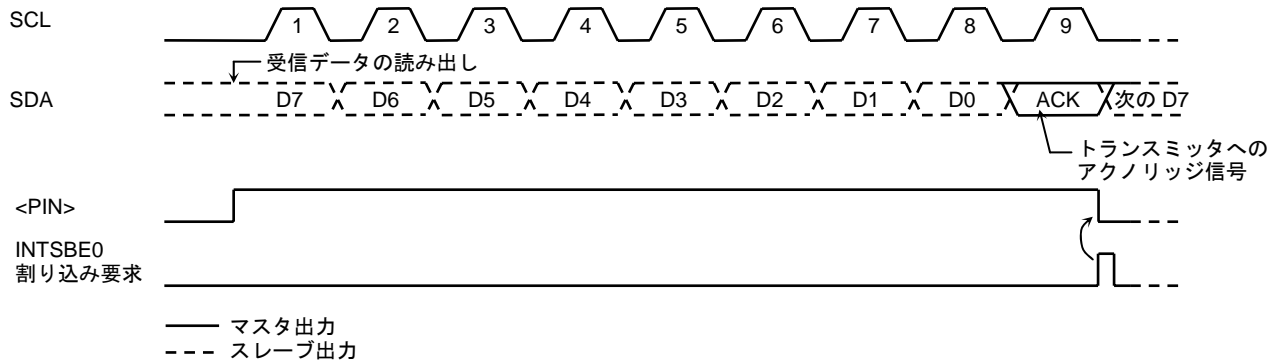 SCL
1 2 3 4 5 6 7 8 9
受信データの読み出し
SDA
D7 D6 D5 D4 D3 D2 D1 D0 ACK 次の D7
トランスミッタへの
アクノリッジ信号
<PIN>
INTSBE0
割り込み要求
マスタ出力
スレーブ出力